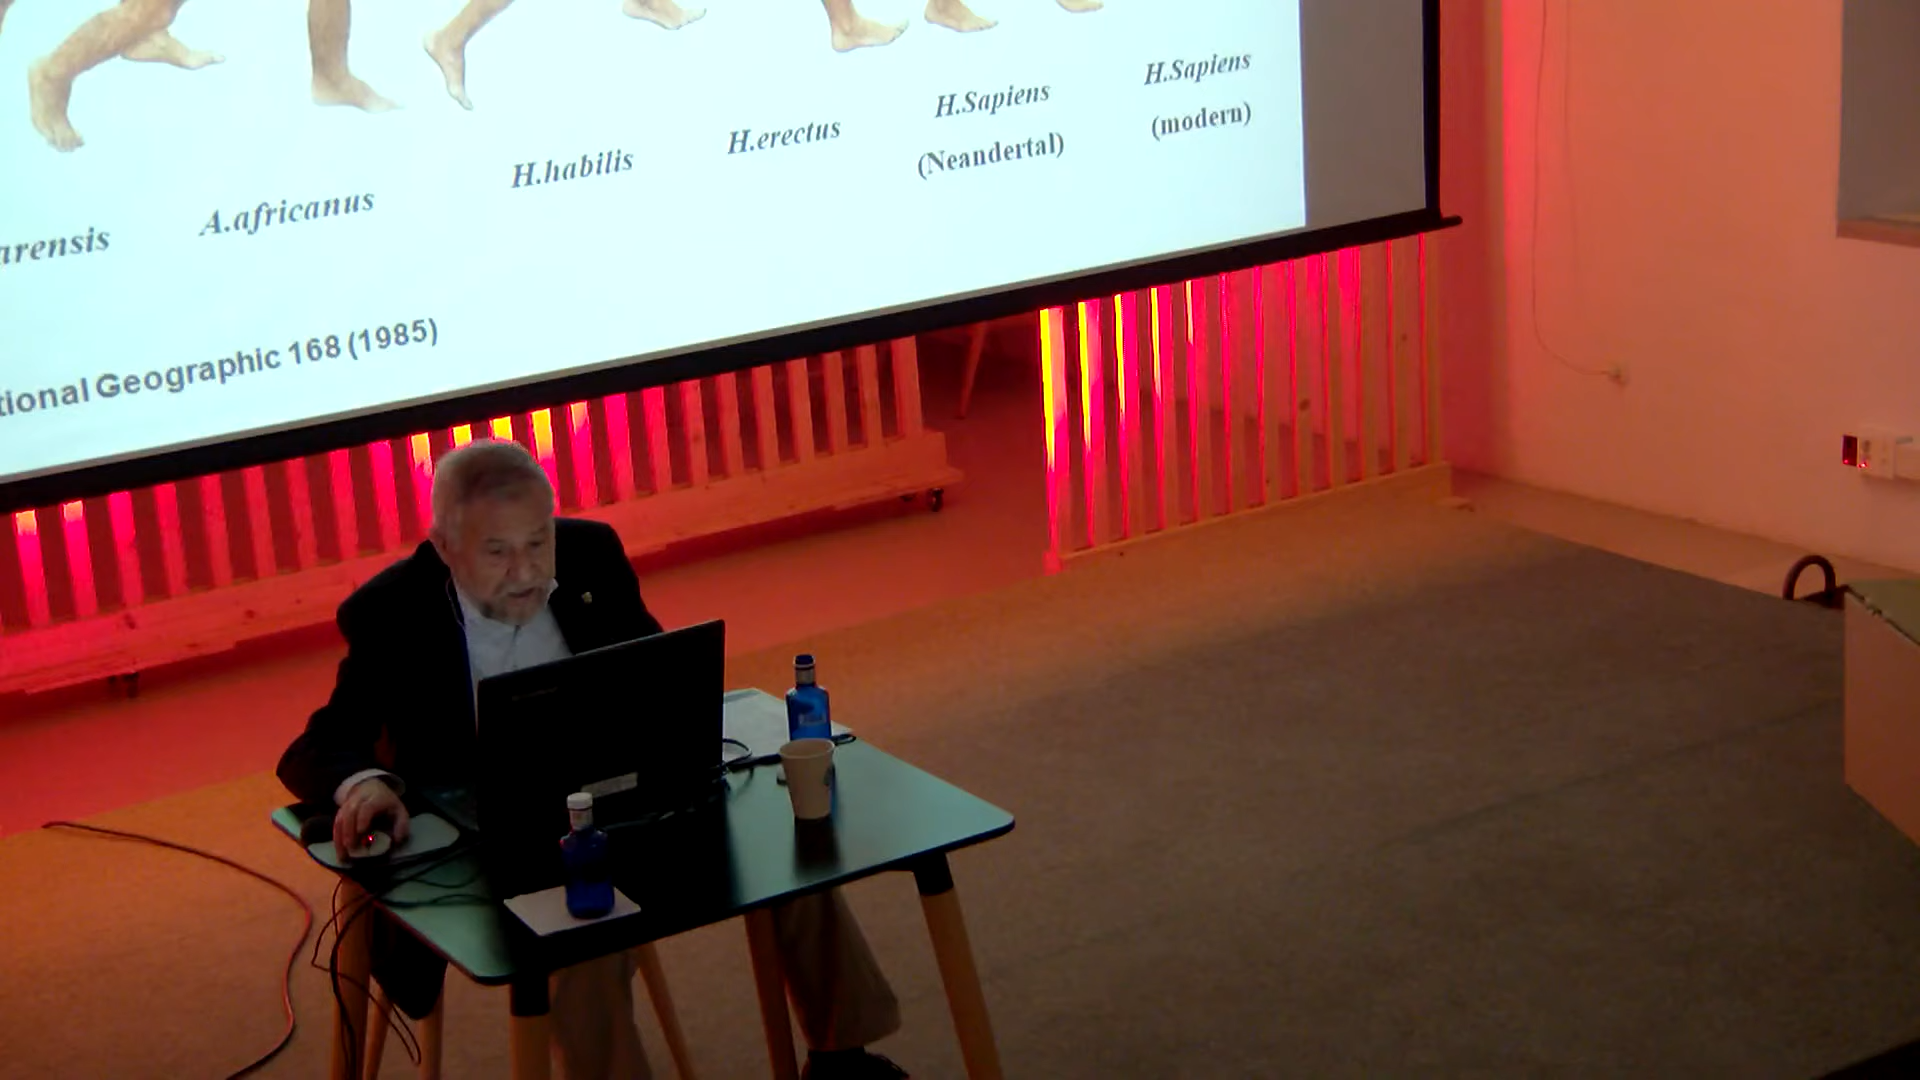 arensis
A.africanus
H.habilis
H.erectus
H.Sapiens
(Neandertal)
H.Sapiens
(modern)
tional Geographic 168 (1985)